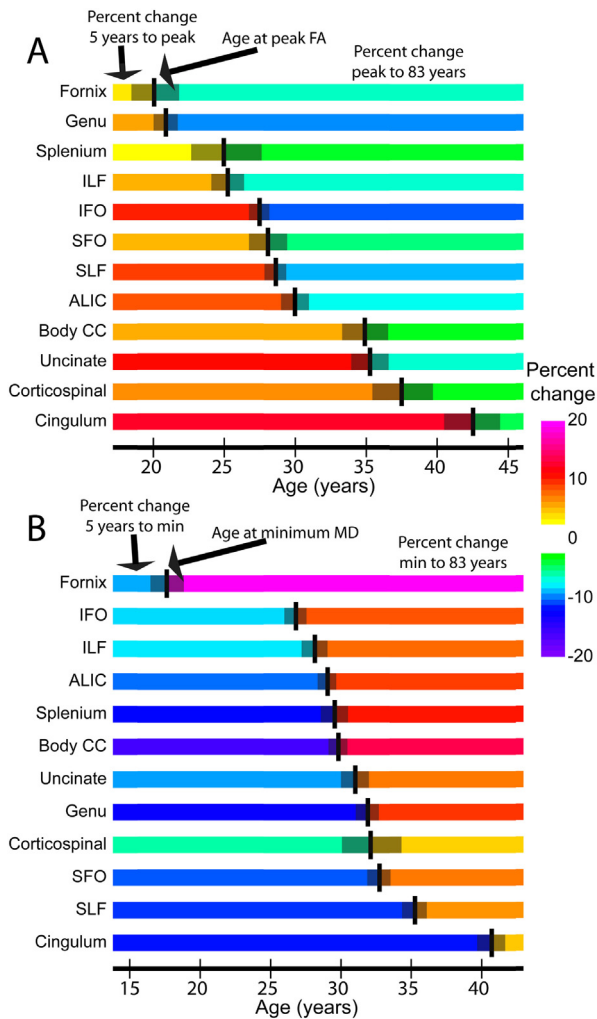 A
Percent change
5 years to peak
Age at peak FA
Percent change
peak to 83 years
Fornix
Genu
Splenium
ILF
IFO
SFO
SLF
ALIC
Body CC
Uncinate
Corticospinal
Cingulum
20 25 30 35 40 45
Age (years)
Percent
change
20
10
0
-10
-20
B
Percent change
5 years to min
Age at minimum MD
Percent change
min to 83 years
Fornix
IFO
ILF
ALIC
Splenium
Body CC
Uncinate
Genu
Corticospinal
SFO
SLF
Cingulum
15 20 25 30 35 40
Age (years)